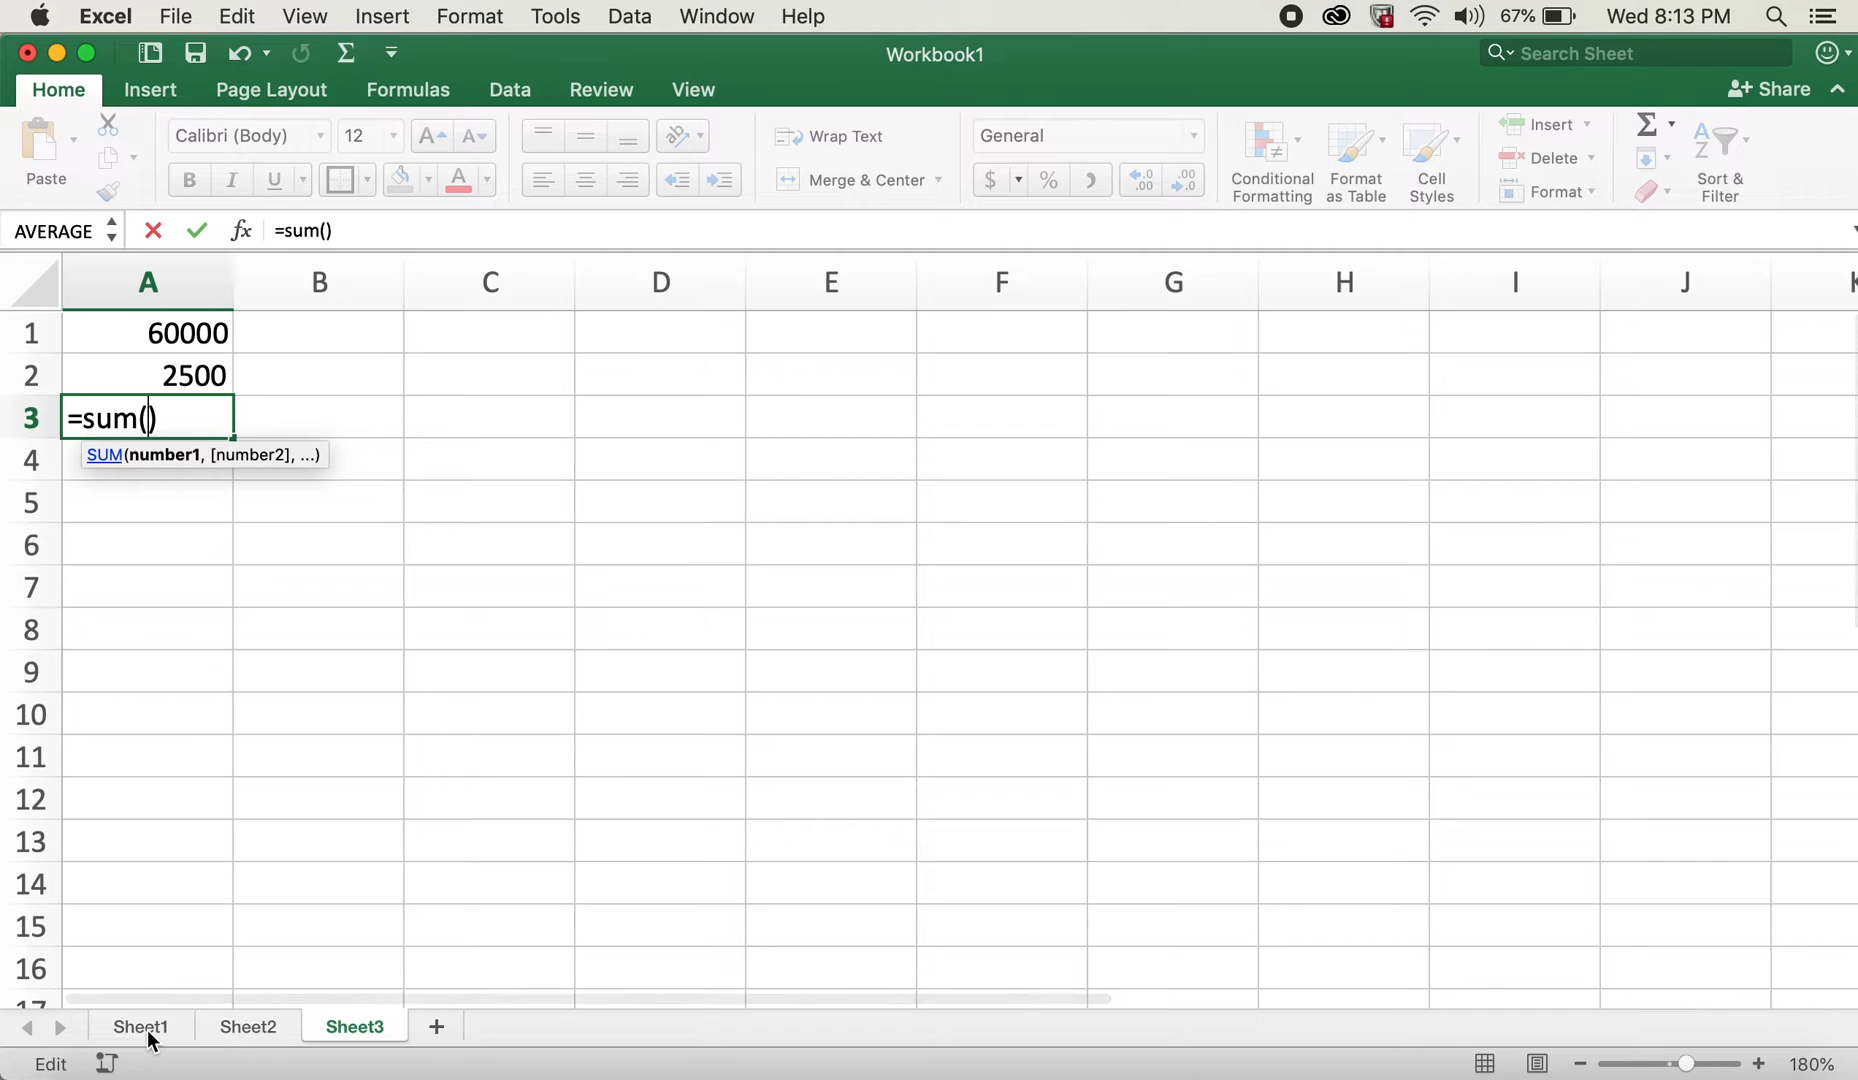 Excel File Edit View Insert Format Tools Data Window Help 67% Wed 8:13 PM
Workbook1 Search Sheet
Home Insert Page Layout Formulas Data Review View Share
Paste Calibri (Body) 12 A A Wrap Text General Insert Σ
B I U A Merge & Center $ % Conditional Formatting Format as Table Cell Styles Delete Format Sort & Filter
AVERAGE fx =sum()
A B C D E F G H I J
1 60000
2 2500
3 =sum()
4 SUM(number1, [number2], ...)
5
6
7
8
9
10
11
12
13
14
15
16
Sheet1 Sheet2 Sheet3 +
Edit 180%